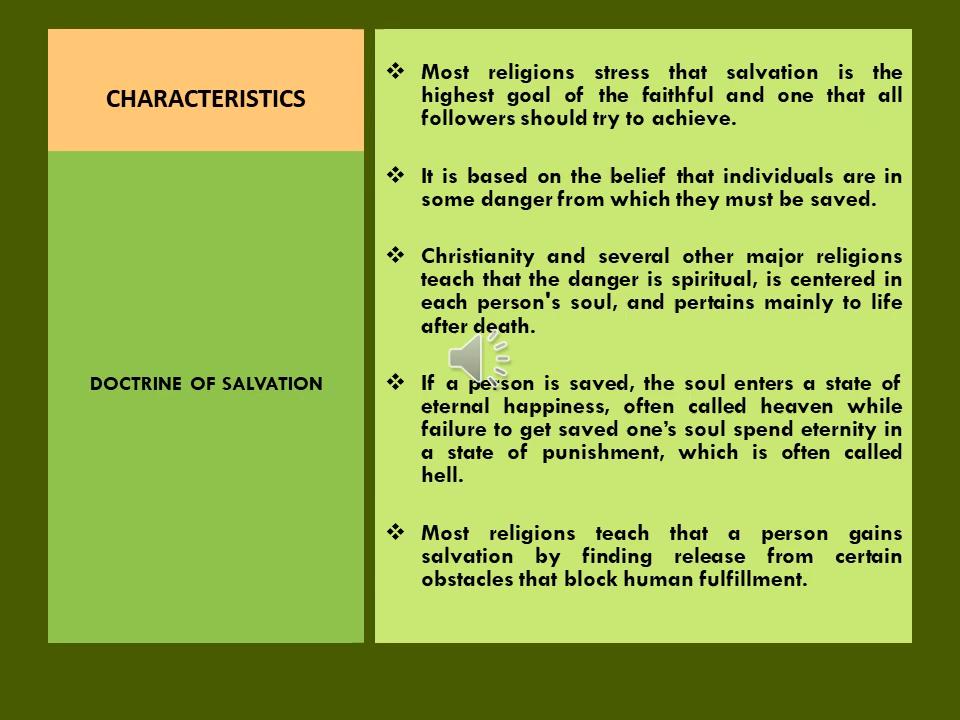 CHARACTERISTICS
DOCTRINE OF SALVATION
❖ Most religions stress that salvation is the
highest goal of the faithful and one that all
followers should try to achieve.
❖ It is based on the belief that individuals are in
some danger from which they must be saved.
❖ Christianity and several other major religions
teach that the danger is spiritual, is centered in
each person's soul, and pertains mainly to life
after death.
❖ If a person is saved, the soul enters a state of
eternal happiness, often called heaven while
failure to get saved one’s soul spend eternity in
a state of punishment, which is often called
hell.
❖ Most religions teach that a person gains
salvation by finding release from certain
obstacles that block human fulfillment.